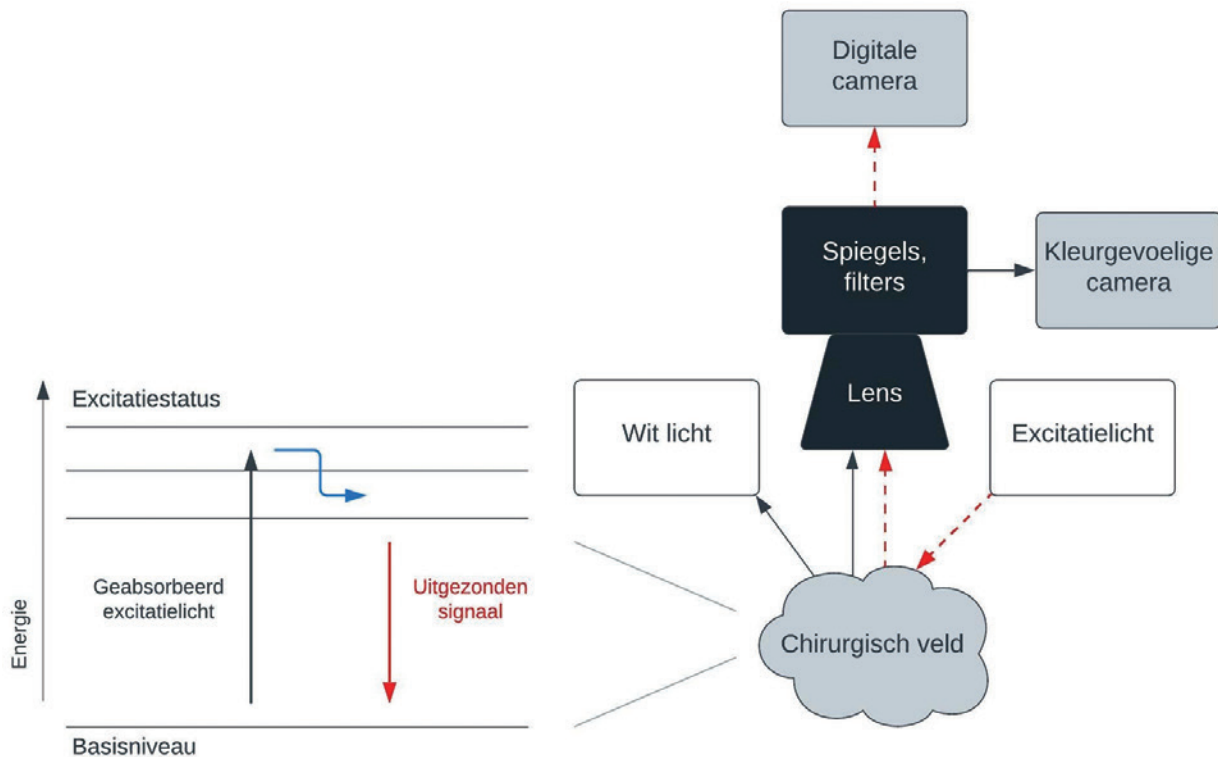 Digitale
camera
Spiegels,
filters
Kleurgevoelige
camera
Excitatiestatus
Wit licht
Lens
Excitatielicht
Geabsorbeerd
excitatielicht
Uitgezonden
signaal
Energie
Chirurgisch veld
Basisniveau